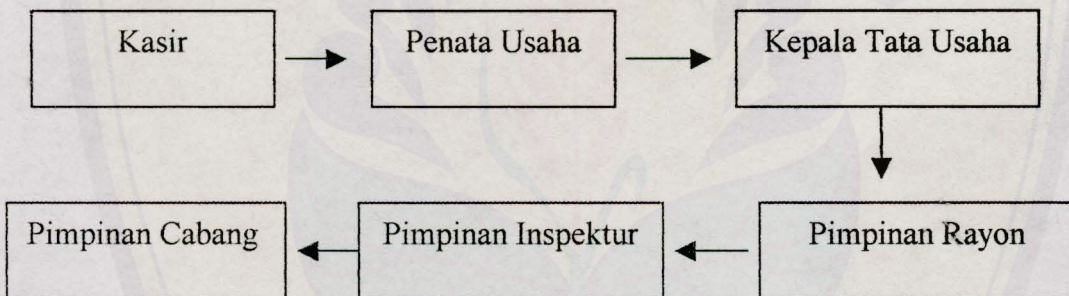 Kasir
Penata Usaha
Kepala Tata Usaha
Pimpinan Cabang
Pimpinan Inspektur
Pimpinan Rayon